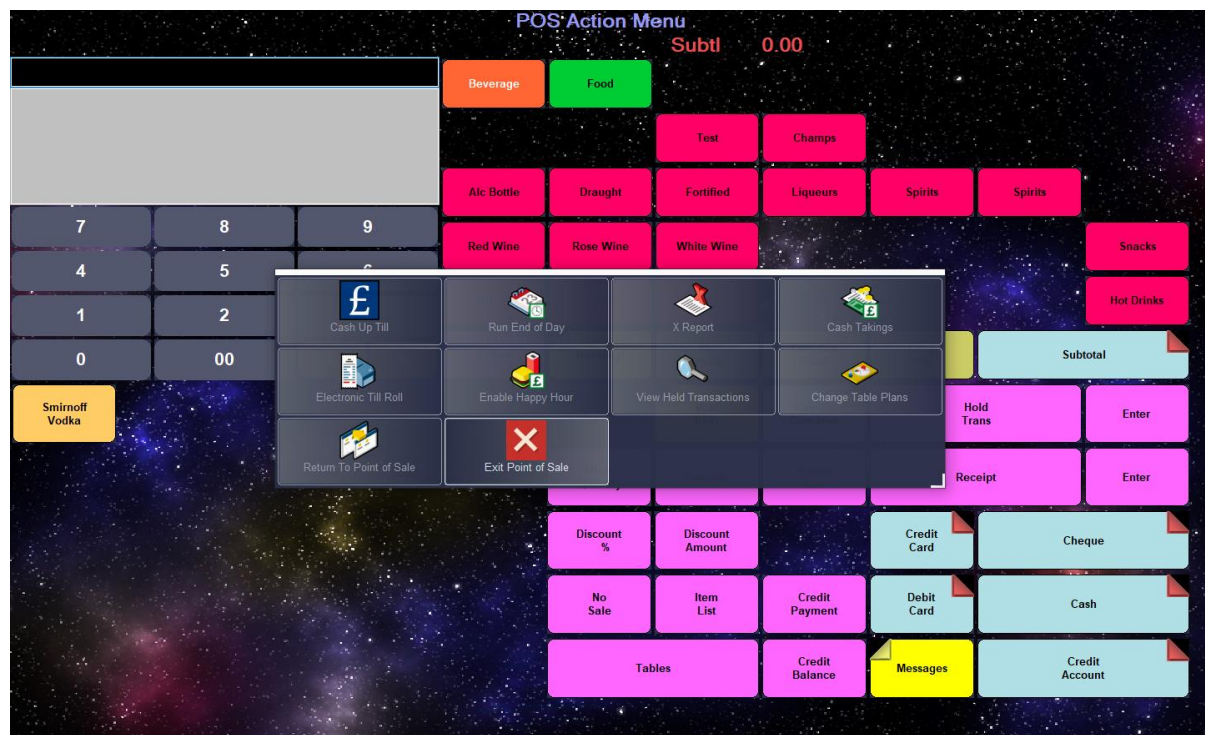 POS Action Menu
Subtl 0.00
Beverage
Food
Test
Champs
Alc Bottle
Draught
Fortified
Liqueurs
Spirits
Spirits
7
8
9
Red Wine
Rose Wine
White Wine
Snacks
4
5
1
2
Hot Drinks
0
00
Subtotal
Cash Up Till
Run End of Day
X Report
Cash Takings
Electronic Till Roll
Enable Happy Hour
View Held Transactions
Change Table Plans
Return To Point of Sale
Exit Point of Sale
Smirnoff
Vodka
Hold
Trans
Enter
Receipt
Enter
Discount
%
Discount
Amount
Credit
Card
Cheque
No
Sale
Item
List
Credit
Payment
Debit
Card
Cash
Tables
Credit
Balance
Messages
Credit
Account